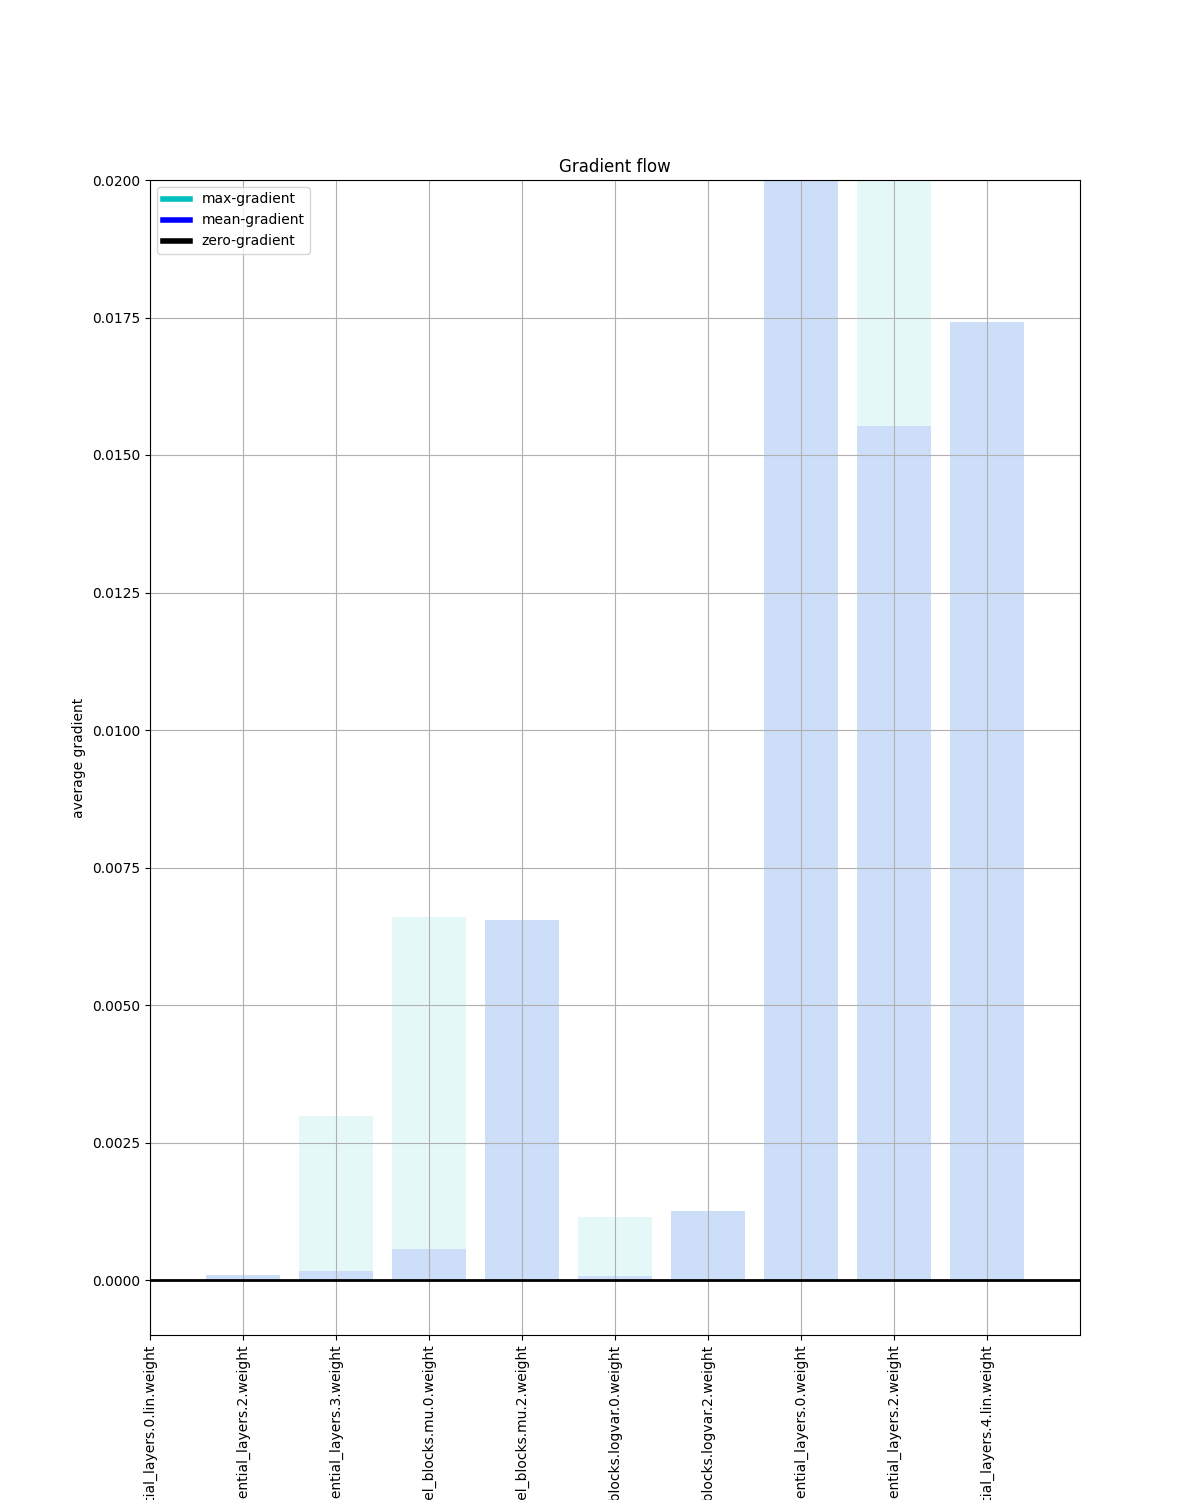 Gradient flow
max-gradient
mean-gradient
zero-gradient
0.0200
0.0175
0.0150
0.0125
0.0100
0.0075
0.0050
0.0025
0.0000
average gradient
tial_layers.0.lin.weight
ential_layers.2.weight
ential_layers.3.weight
el_blocks.mu.0.weight
el_blocks.mu.2.weight
blocks.logvar.0.weight
blocks.logvar.2.weight
ential_layers.0.weight
ential_layers.2.weight
tial_layers.4.lin.weight